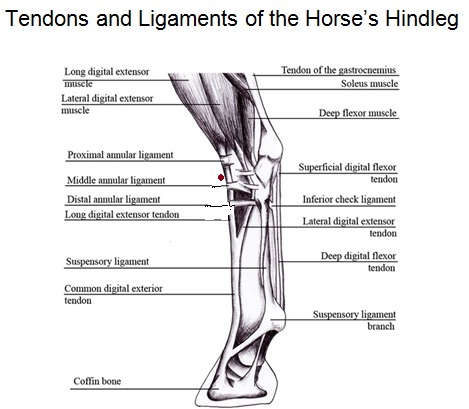 Tendons and Ligaments of the Horse's Hindleg
Long digital extensor
muscle
Lateral digital extensor
muscle
Proximal annular ligament
Middle annular ligament
Distal annular ligament
Long digital extensor tendon
Suspensory ligament
Common digital exterior
tendon
Coffin bone
Tendon of the gastrocnemius
Soleus muscle
Deep flexor muscle
Superficial digital flexor
tendon
Inferior check ligament
Lateral digital extensor
tendon
Deep digital flexor
tendon
Suspensory ligament
branch